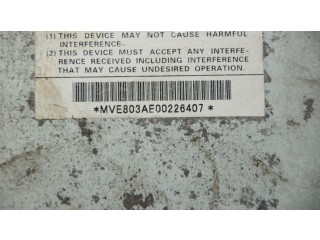 (1) THIS DEVICE MAY NOT CAUSE HARMFUL
INTERFERENCE.
(2) THIS DEVICE MUST ACCEPT ANY INTERFE-
RENCE RECEIVED INCLUDING INTERFERENCE
THAT MAY CAUSE UNDESIRED OPERATION.
*MVE803AE00226407*